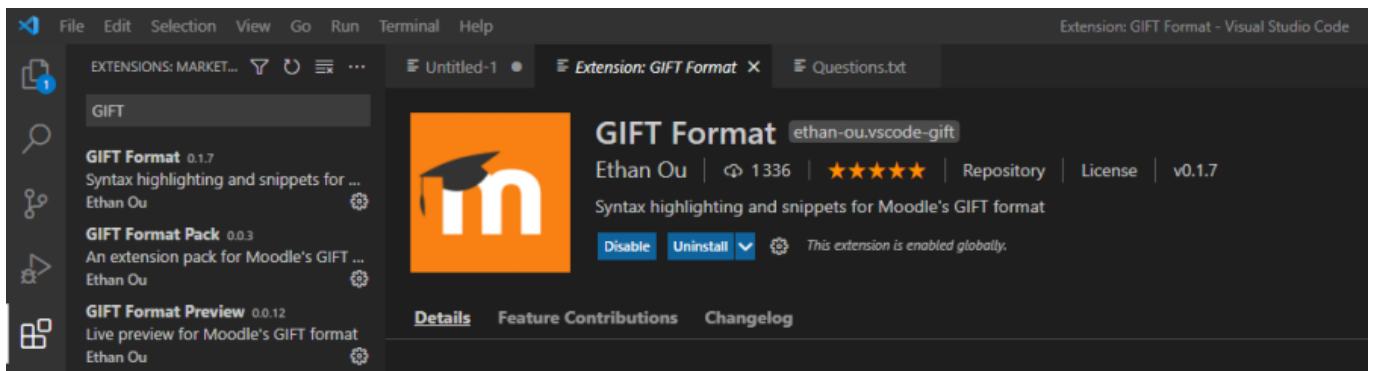 File Edit Selection View Go Run Terminal Help
Extension: GIFT Format - Visual Studio Code
EXTENSIONS: MARKET...
Untitled-1
Extension: GIFT Format
Questions.txt
1
GIFT
GIFT Format 0.1.7
Syntax highlighting and snippets for ...
Ethan Ou
GIFT Format Pack 0.0.3
An extension pack for Moodle's GIFT ...
Ethan Ou
GIFT Format Preview 0.0.12
Live preview for Moodle's GIFT format
Ethan Ou
m
GIFT Format ethan-ou.vscode-gift
Ethan Ou 1336 Repository License v0.1.7
Syntax highlighting and snippets for Moodle's GIFT format
Disable Uninstall This extension is enabled globally.
Details Feature Contributions Changelog